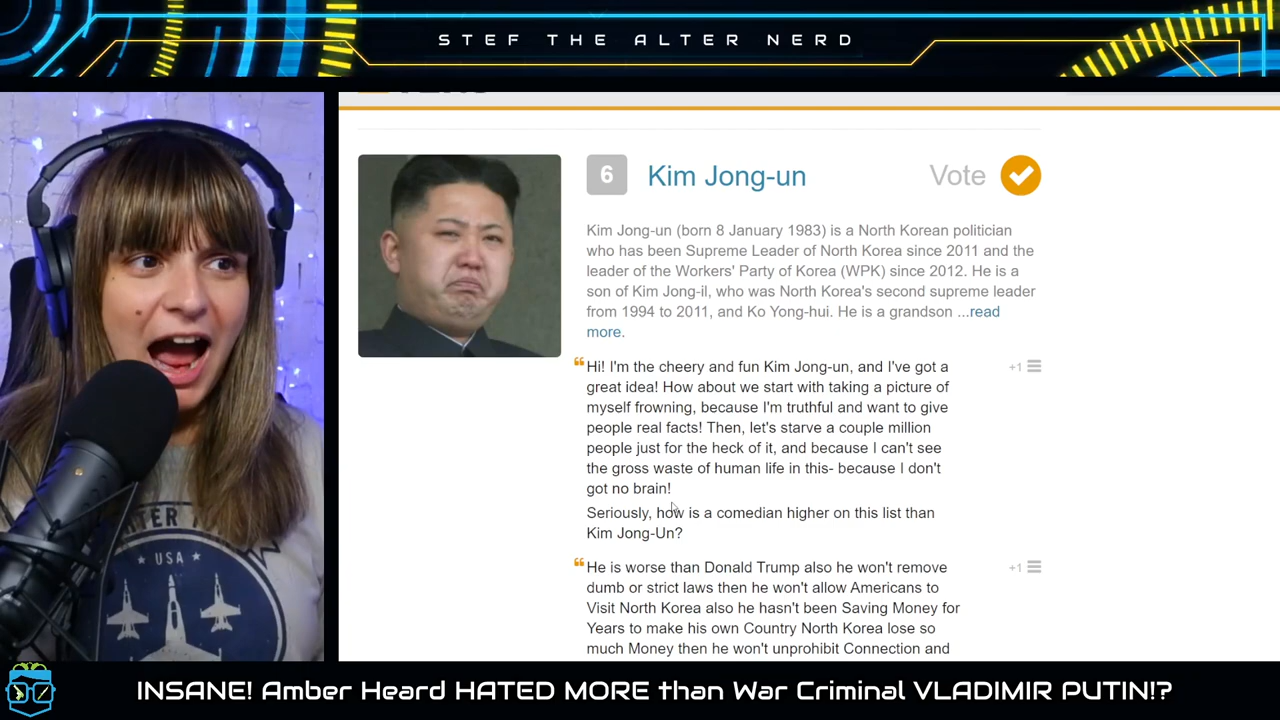 STEF THE ALTER NERD
6
Kim Jong-un
Vote
Kim Jong-un (born 8 January 1983) is a North Korean politician
who has been Supreme Leader of North Korea since 2011 and the
leader of the Workers' Party of Korea (WPK) since 2012. He is a
son of Kim Jong-il, who was North Korea's second supreme leader
from 1994 to 2011, and Ko Yong-hui. He is a grandson ...read
more.
Hi! I'm the cheery and fun Kim Jong-un, and I've got a
great idea! How about we start with taking a picture of
myself frowning, because I'm truthful and want to give
people real facts! Then, let's starve a couple million
people just for the heck of it, and because I can't see
the gross waste of human life in this- because I don't
got no brain!
Seriously, how is a comedian higher on this list than
Kim Jong-Un?
+1
He is worse than Donald Trump also he won't remove
dumb or strict laws then he won't allow Americans to
Visit North Korea also he hasn't been Saving Money for
Years to make his own Country North Korea lose so
much Money then he won't unprohibit Connection and
+1
USA
INSANE! Amber Heard HATED MORE than War Criminal VLADIMIR PUTIN!?